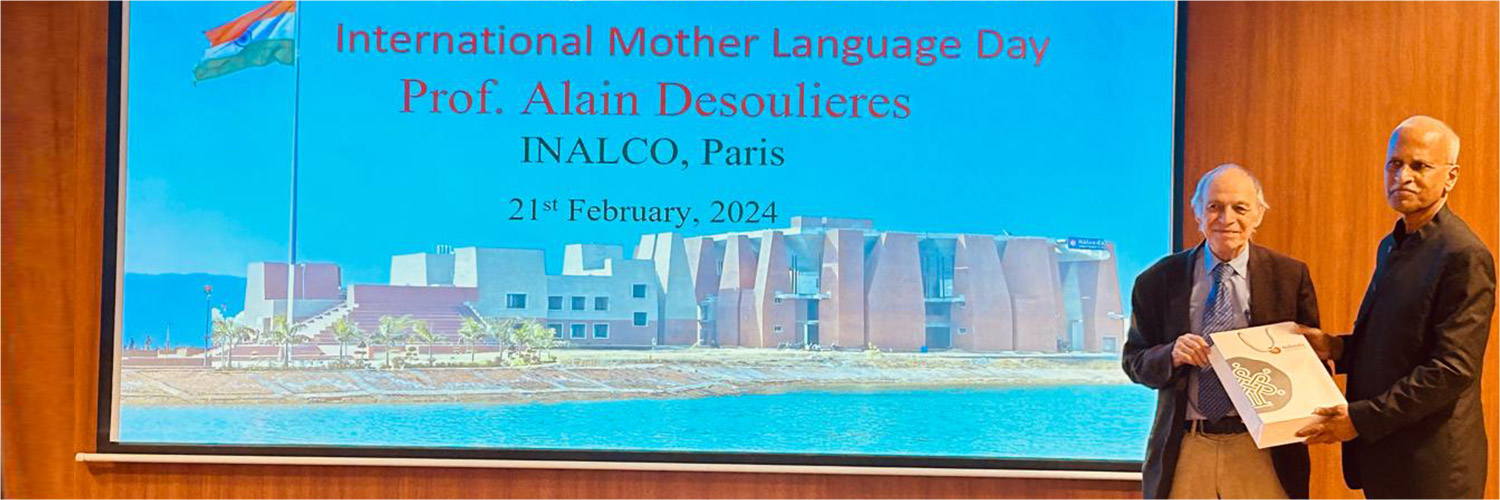 International Mother Language Day
Prof. Alain Desoulieres
INALCO, Paris
21st February, 2024